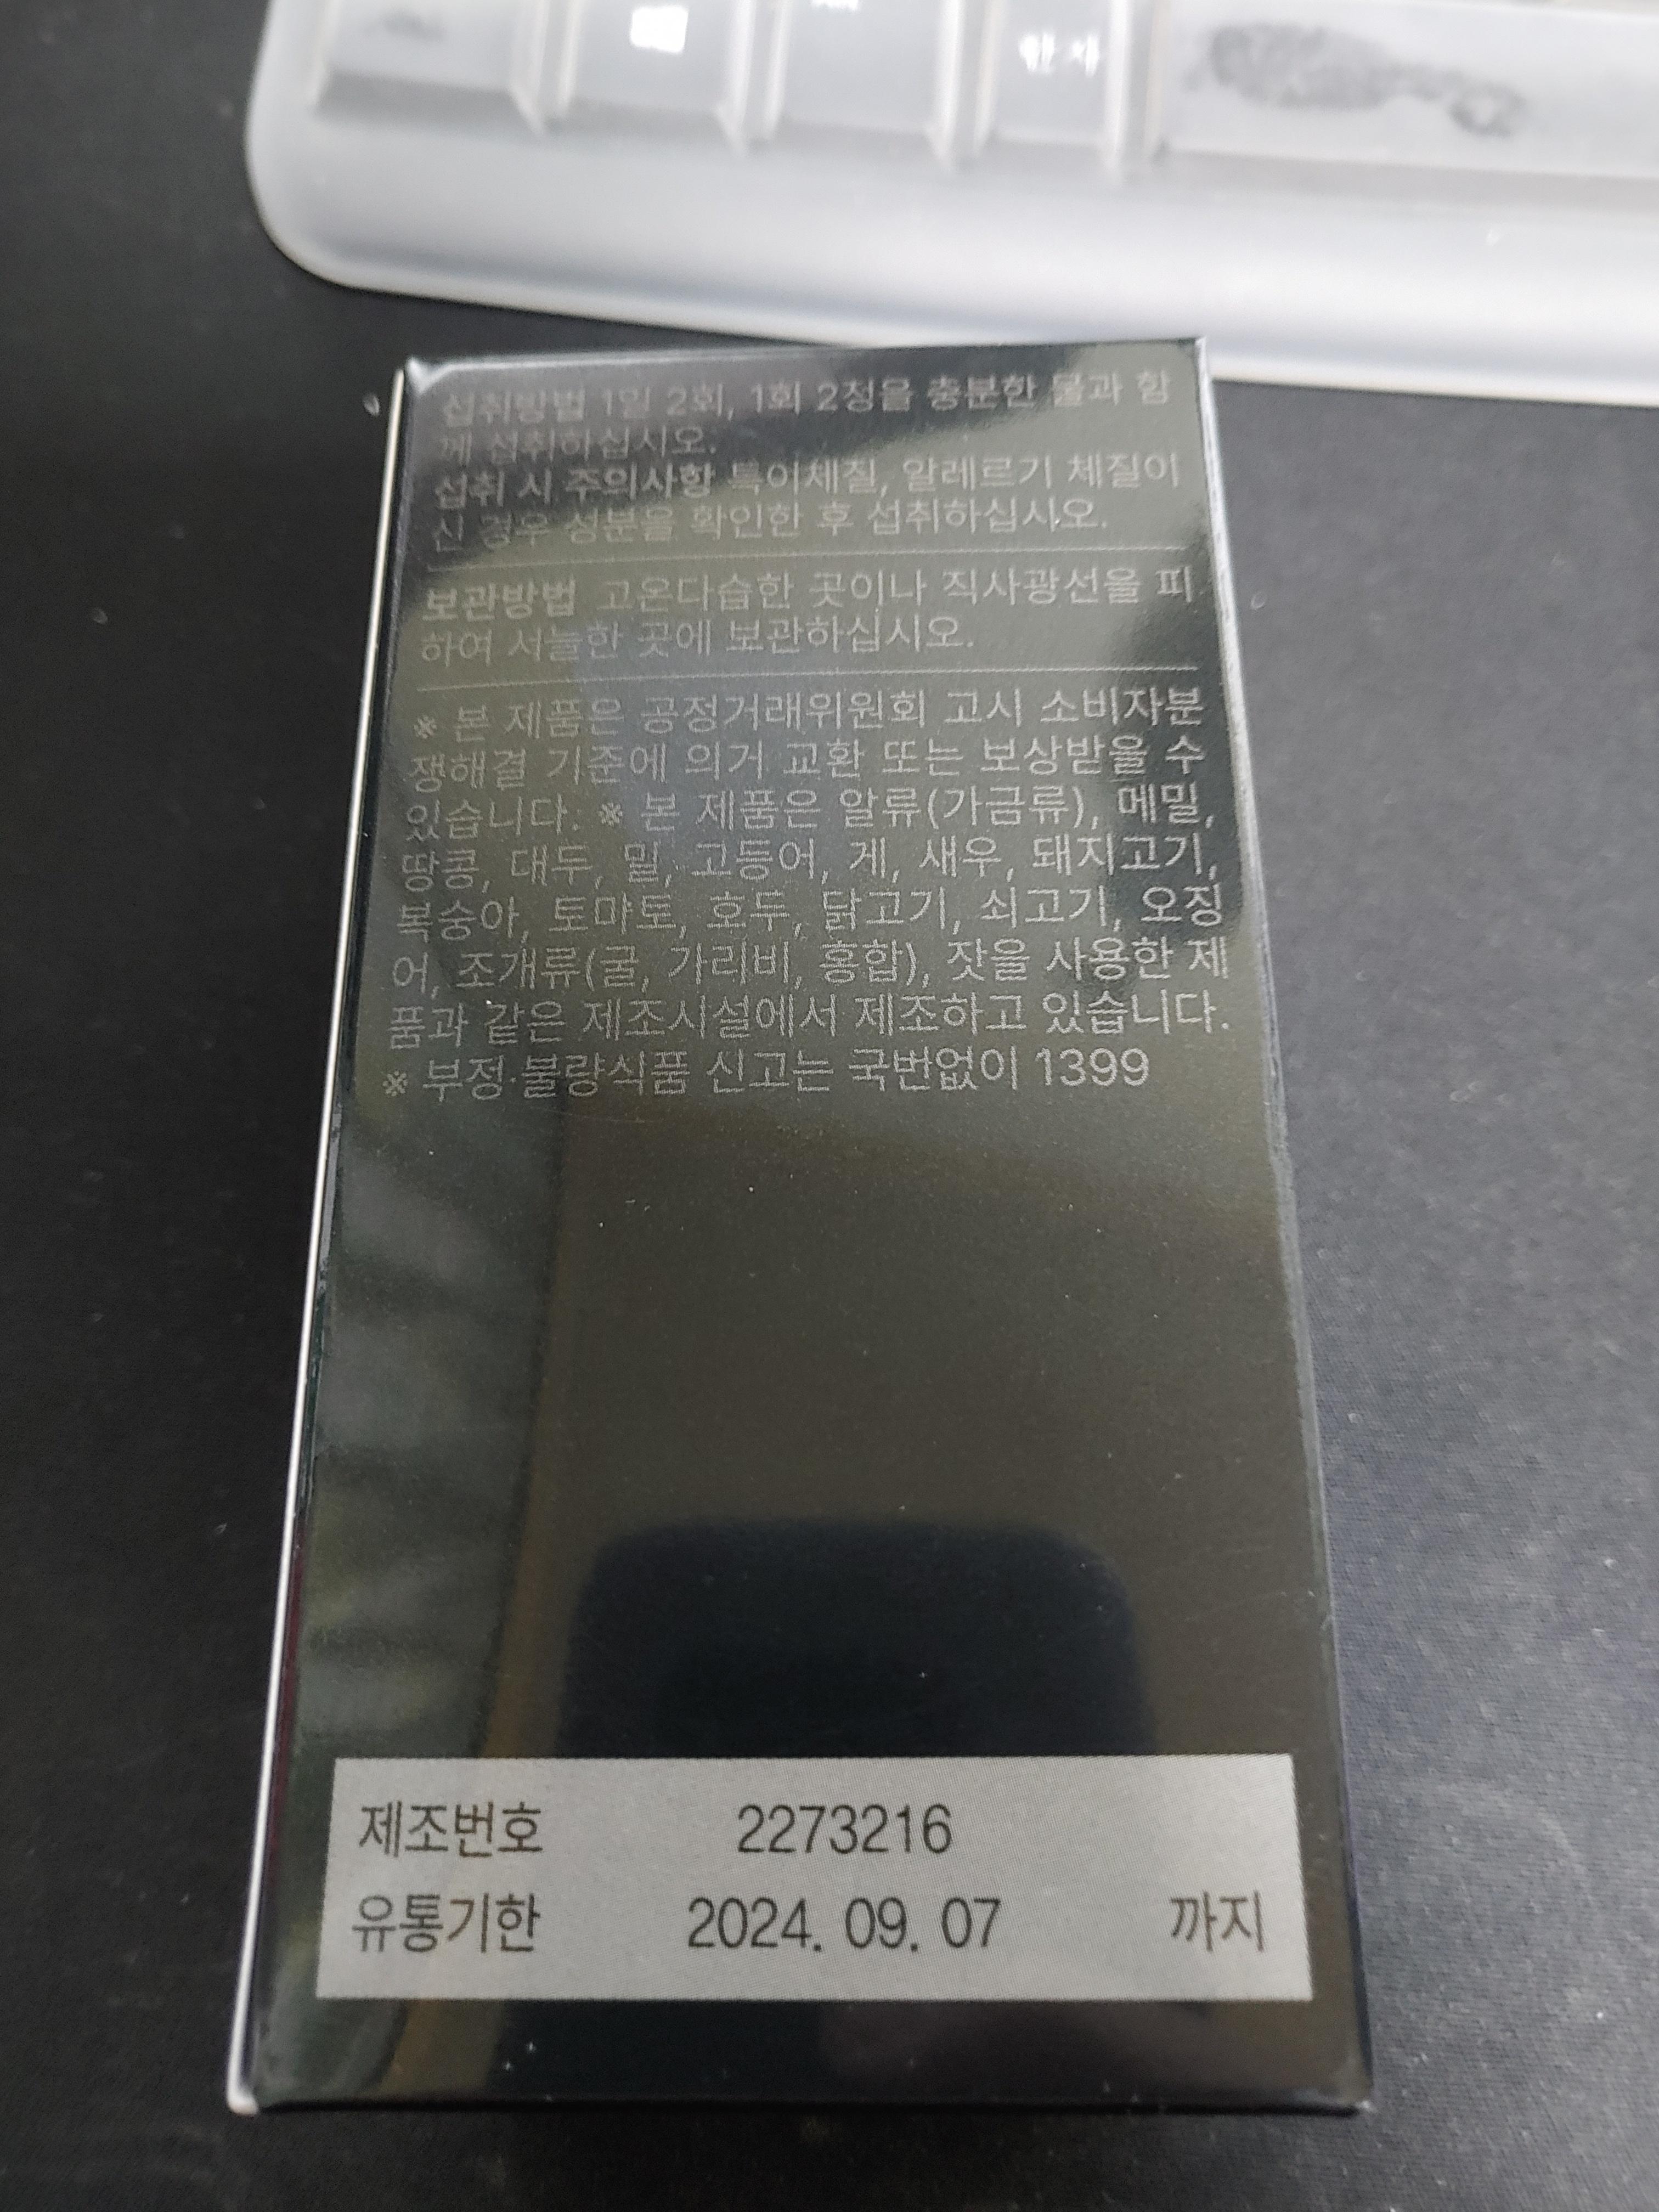 한자
섭취방법 1일 2회, 1회 2정을 충분한 물과 함
께 섭취하십시오.
섭취 시 주의사항 특이체질, 알레르기 체질이
신 경우 성분을 확인한 후 섭취하십시오.
보관방법 고온다습한 곳이나 직사광선을 피
하여 서늘한 곳에 보관하십시오.
※ 본 제품은 공정거래위원회 고시 소비자분
쟁해결 기준에 의거 교환 또는 보상받을 수
있습니다. ※ 본 제품은 알류(가금류), 메밀,
땅콩, 대두, 밀, 고등어, 게, 새우, 돼지고기,
복숭아, 토마토, 호두, 닭고기, 쇠고기, 오징
어, 조개류(굴, 가리비, 홍합), 잣을 사용한 제
품과 같은 제조시설에서 제조하고 있습니다.
※ 부정·불량식품 신고는 국번없이 1399
제조번호 2273216
유통기한 2024. 09. 07 까지